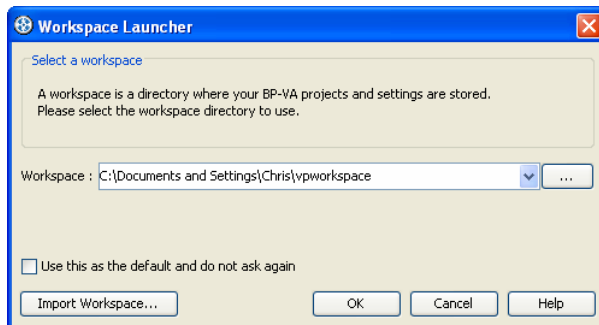 Workspace Launcher
Select a workspace
A workspace is a directory where your BP-VA projects and settings are stored.
Please select the workspace directory to use.
Workspace : C:\Documents and Settings\Chris\vpworkspace ...
Use this as the default and do not ask again
Import Workspace... OK Cancel Help